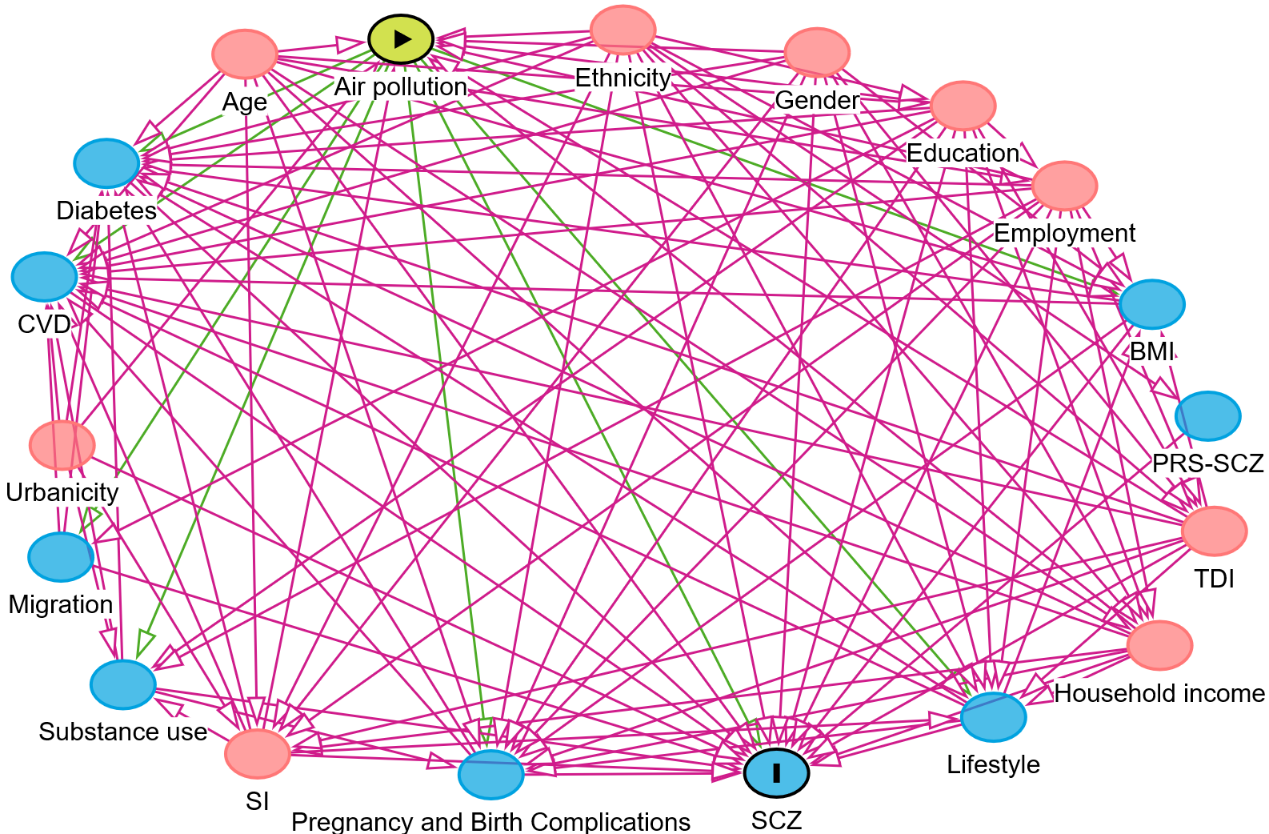 Age
Air pollution
Ethnicity
Gender
Education
Employment
Diabetes
CVD
BMI
PRS-SCZ
Urbanicity
TDI
Migration
Household income
Substance use
Lifestyle
SI
Pregnancy and Birth Complications
SCZ